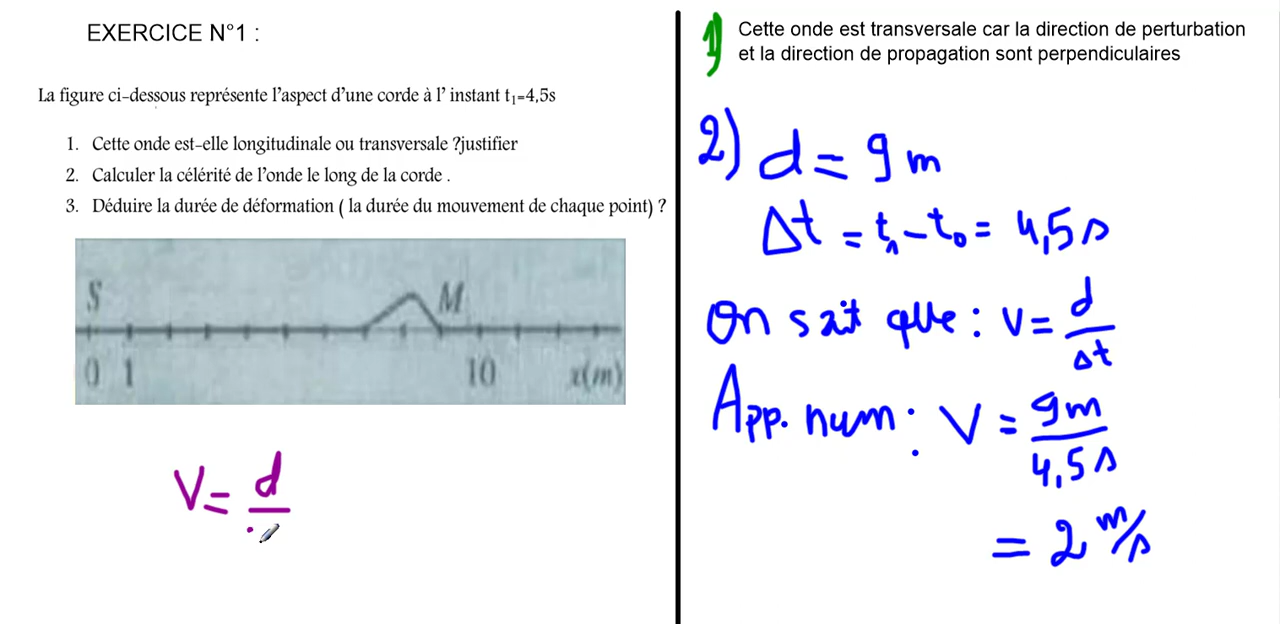 EXERCICE N°1 :
La figure ci-dessous représente l'aspect d'une corde à l' instant t₁=4,5s
1. Cette onde est-elle longitudinale ou transversale ?justifier
2. Calculer la célérité de l'onde le long de la corde .
3. Déduire la durée de déformation ( la durée du mouvement de chaque point) ?
S M
0 1 10 x(m)
V = d
1) Cette onde est transversale car la direction de perturbation
et la direction de propagation sont perpendiculaires
2) d = 9 m
Δt = t₁ - t₀ = 4,5 s
On sait que : V = d/Δt
App. num : V = 9m/4,5s
= 2 m/s